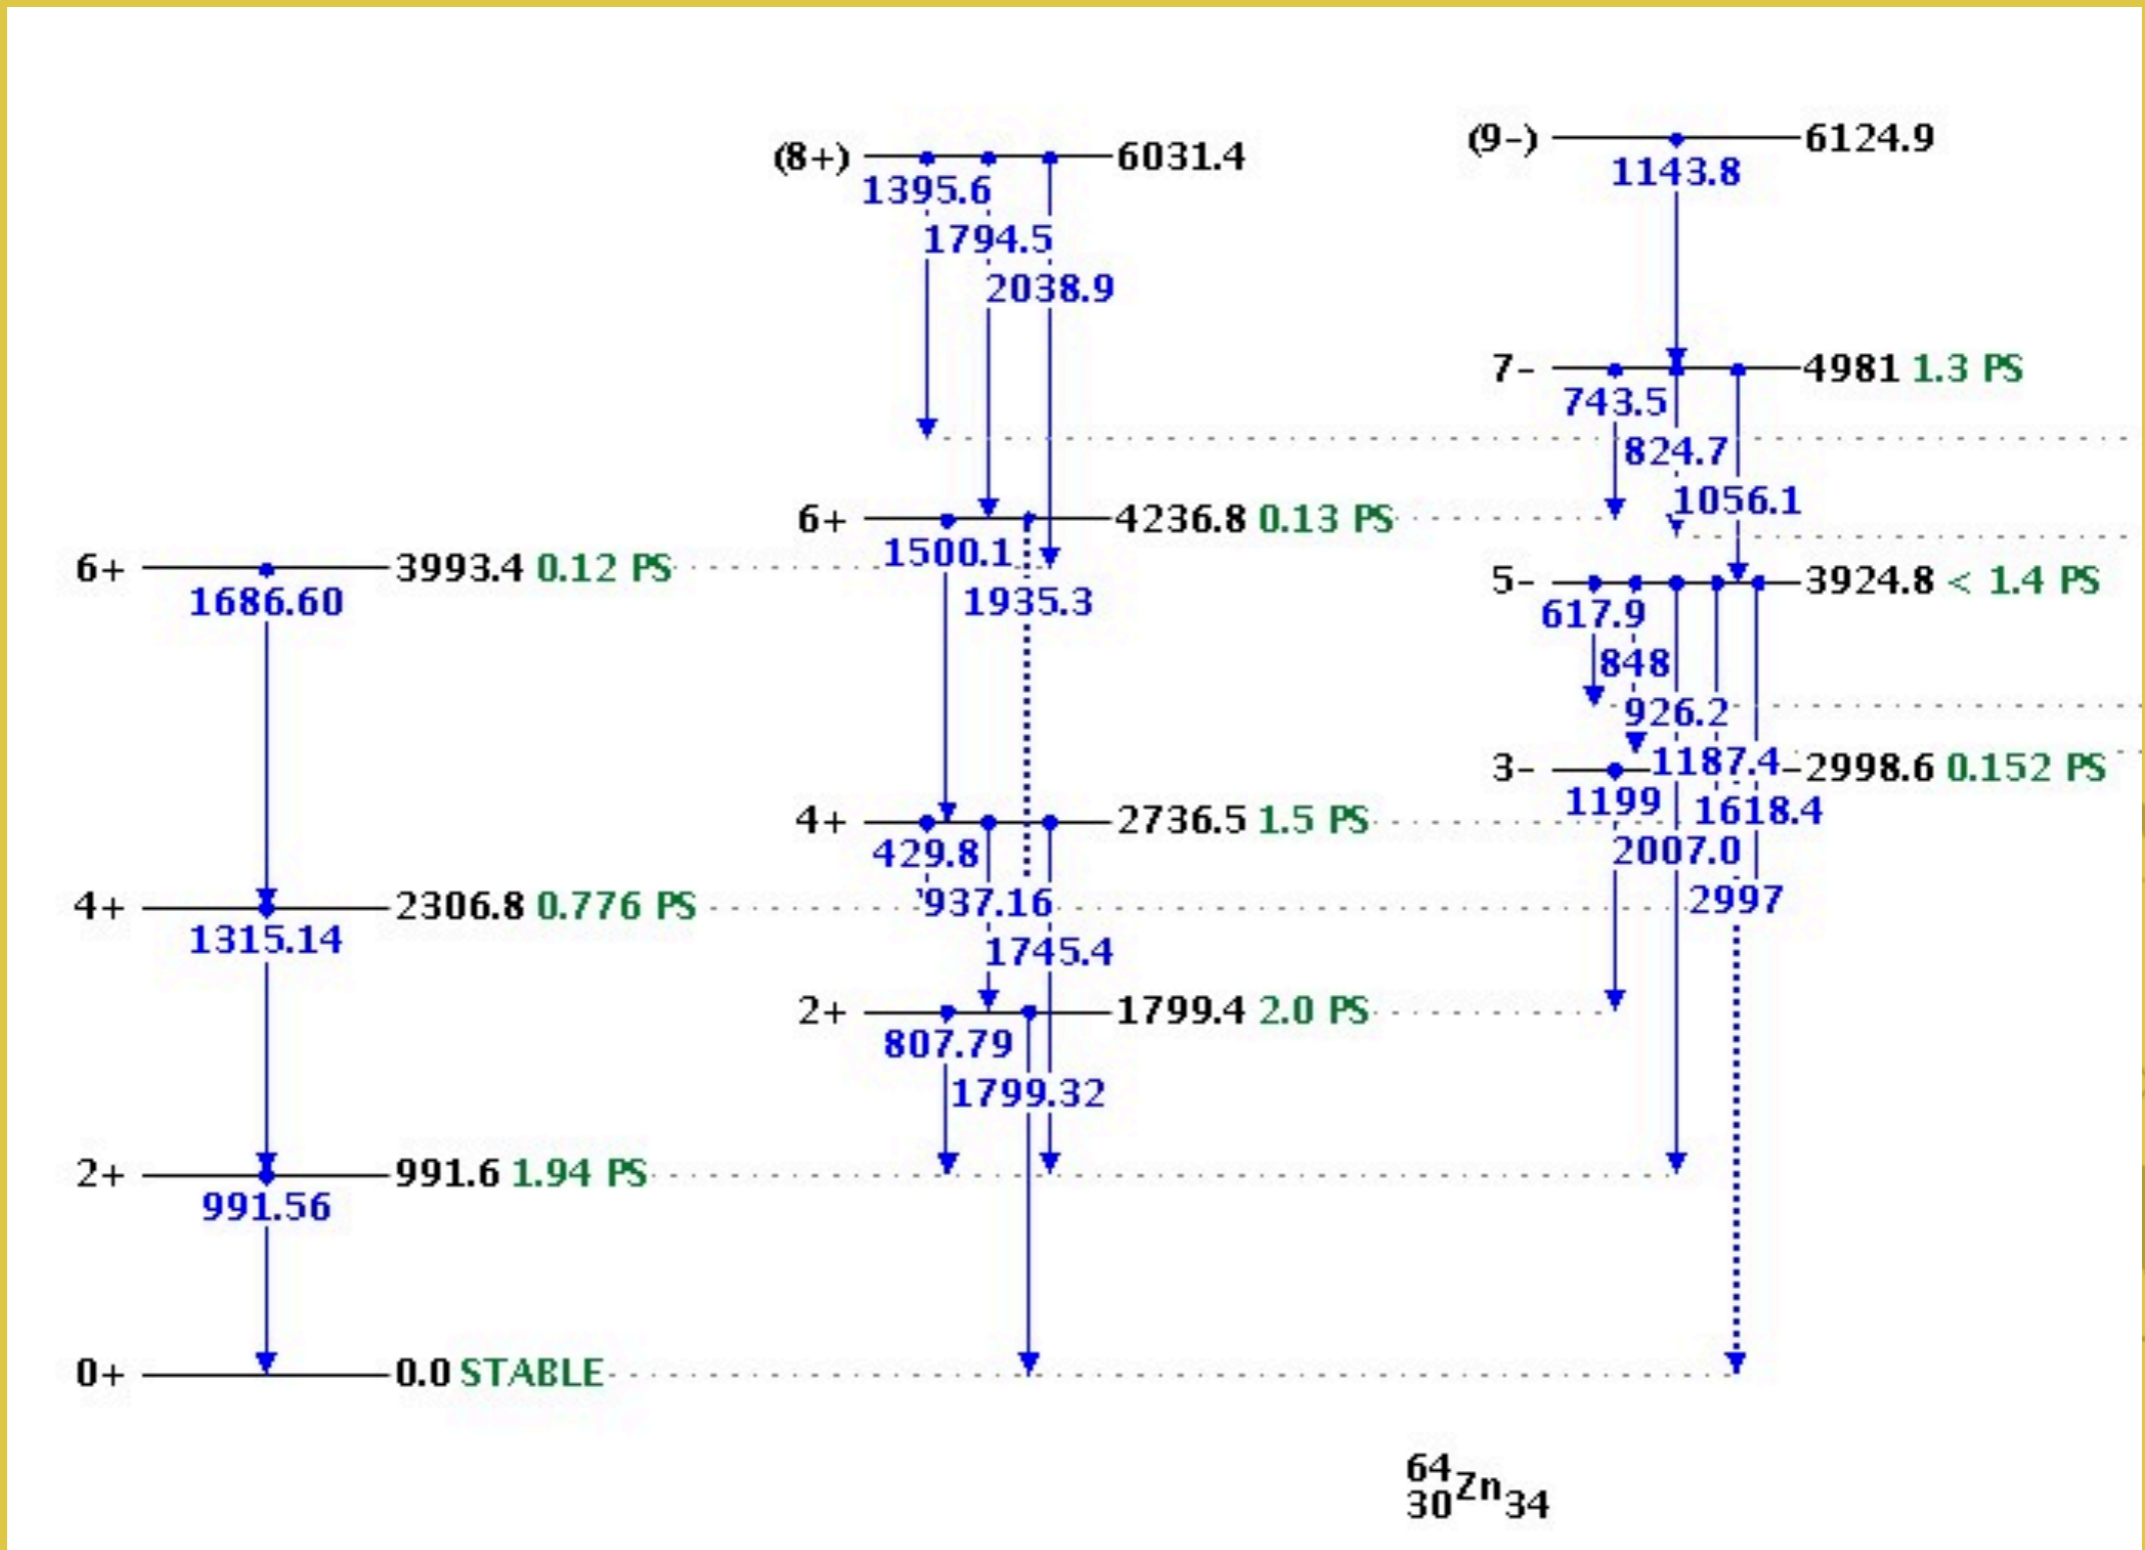 (9-) 6124.9
(8+) 6031.4
1143.8
1395.6
1794.5
2038.9
7- 4981 1.3 PS
743.5
824.7
1056.1
6+ 4236.8 0.13 PS
1500.1
1935.3
6+ 3993.4 0.12 PS
1686.60
5- 3924.8 < 1.4 PS
617.9
848
926.2
1187.4
1618.4
2007.0
2997
3- 2998.6 0.152 PS
1199
4+ 2736.5 1.5 PS
429.8
937.16
1745.4
4+ 2306.8 0.776 PS
1315.14
2+ 1799.4 2.0 PS
807.79
1799.32
2+ 991.6 1.94 PS
991.56
0+ 0.0 STABLE
64
30 Zn 34